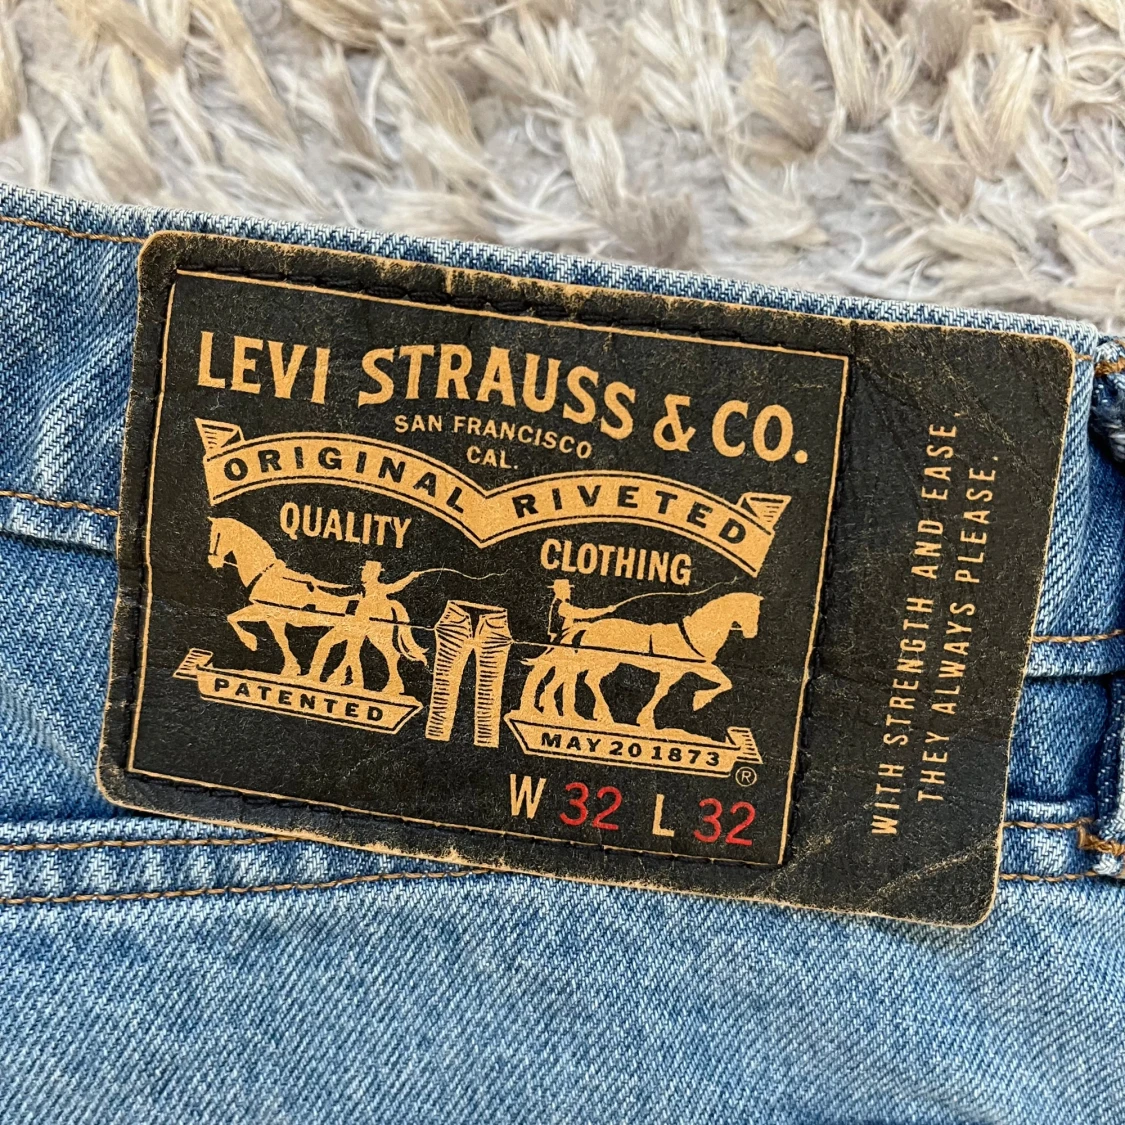 LEVI STRAUSS & CO.
SAN FRANCISCO
CAL.
ORIGINAL RIVETED
QUALITY
CLOTHING
PATENTED
MAY 20 1873
®
W 32 L 32
WITH STRENGTH AND EASE,
THEY ALWAYS PLEASE.